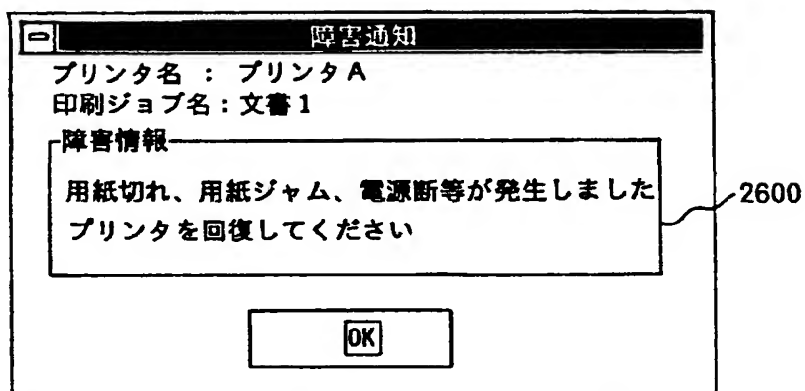 障害通知
プリンタ名 : プリンタA
印刷ジョブ名:文書1
障害情報
用紙切れ、用紙ジャム、電源断等が発生しました
プリンタを回復してください
2600
OK